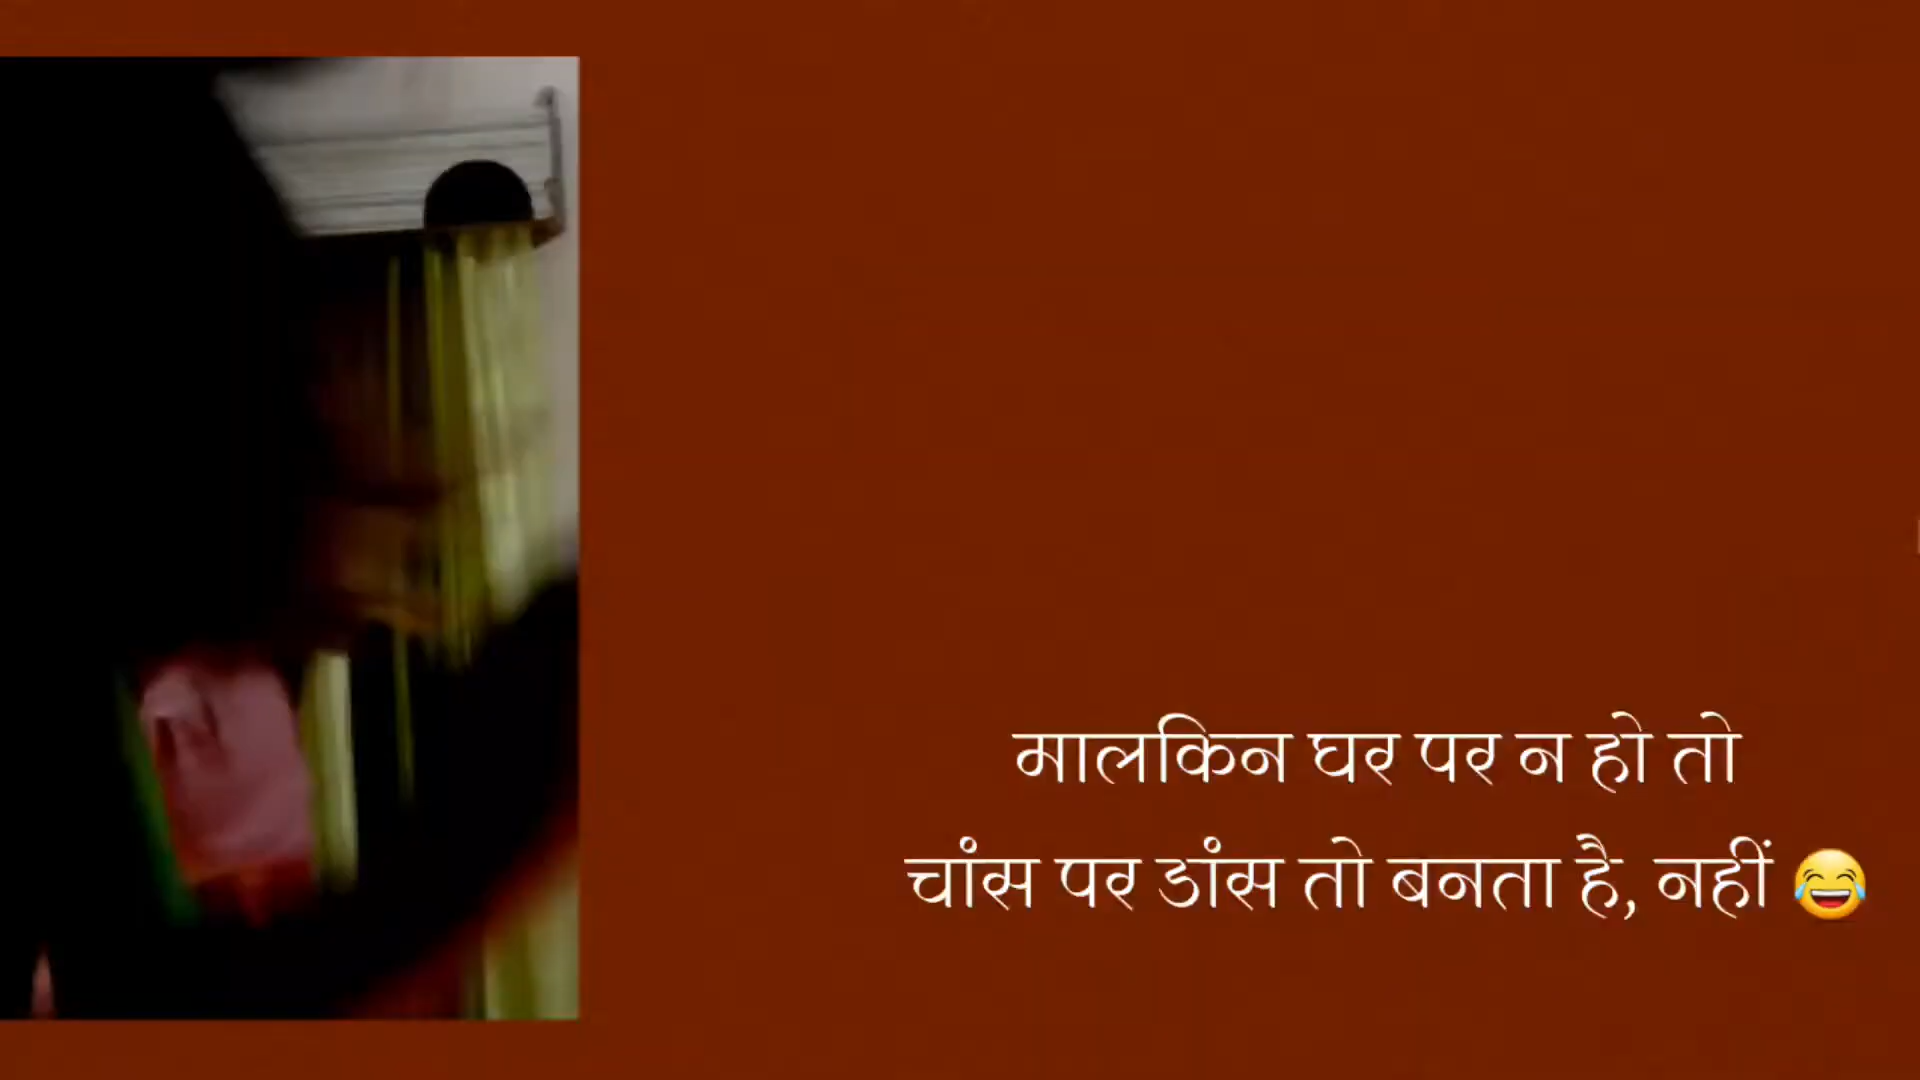 मालकिन घर पर न हो तो
चांस पर डांस तो बनता है, नहीं 😂